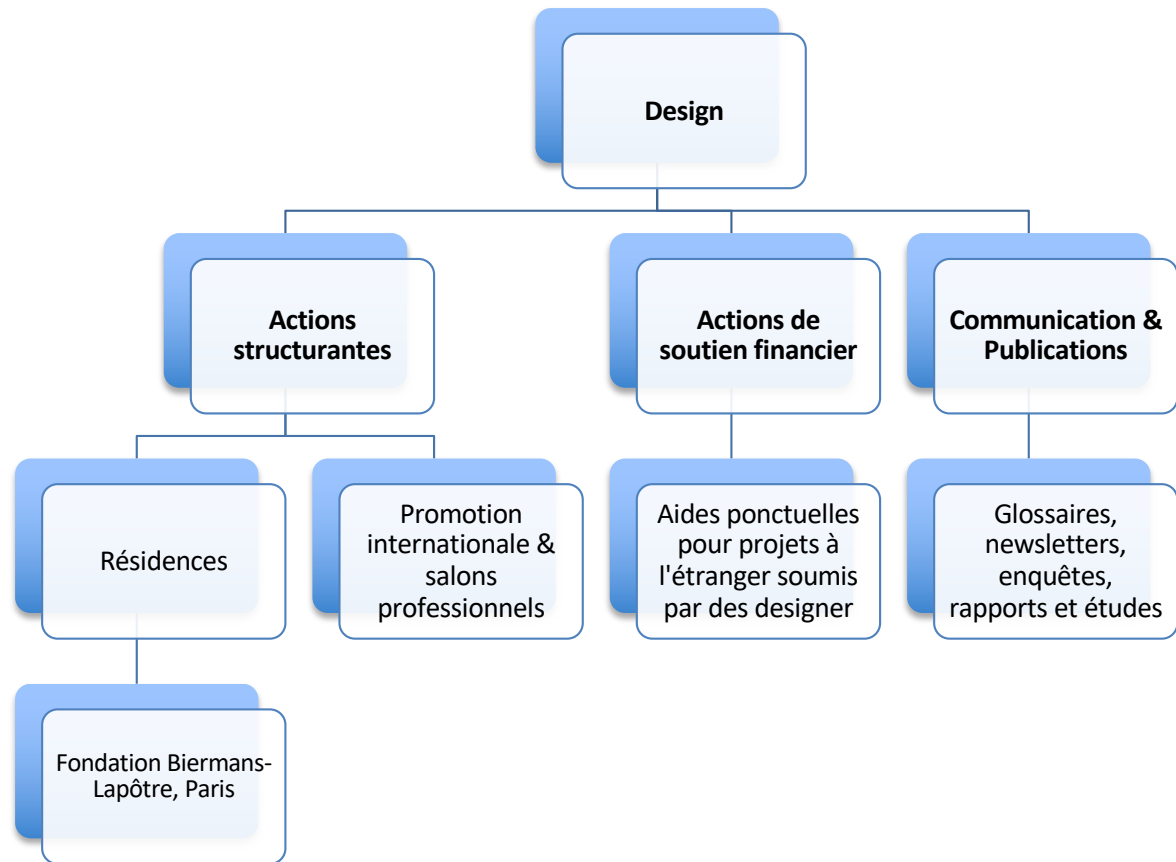 Design
Actions
structurantes
Actions de
soutien financier
Communication &
Publications
Résidences
Promotion
internationale &
salons
professionnels
Aides ponctuelles
pour projets à
l'étranger soumis
par des designer
Glossaires,
newsletters,
enquêtes,
rapports et études
Fondation Biermans-
Lapôtre, Paris